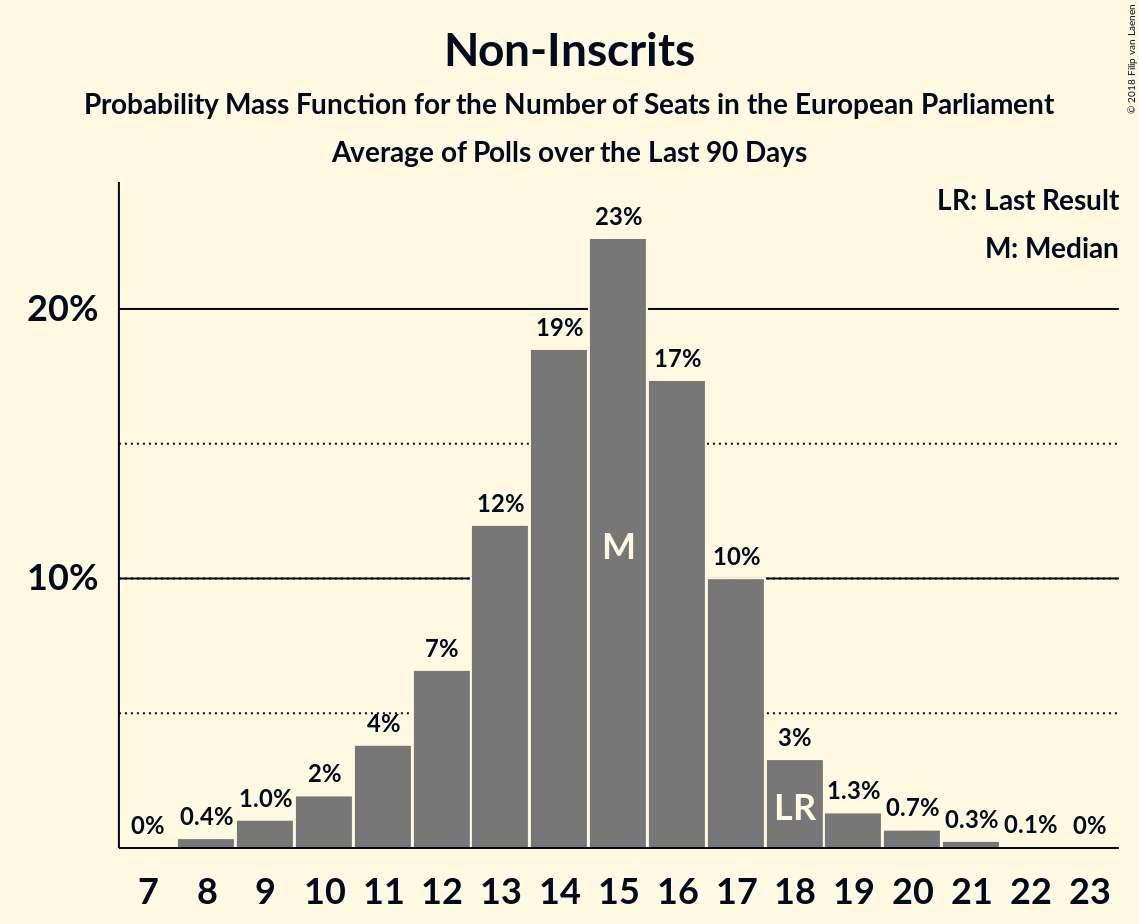 Non-Inscrits
Probability Mass Function for the Number of Seats in the European Parliament
Average of Polls over the Last 90 Days
© 2018 Filip van Laenen
LR: Last Result
M: Median
20%
10%
0%
0.4%
1.0%
2%
4%
7%
12%
19%
23%
17%
10%
3%
1.3%
0.7%
0.3%
0.1%
0%
M
LR
7 8 9 10 11 12 13 14 15 16 17 18 19 20 21 22 23